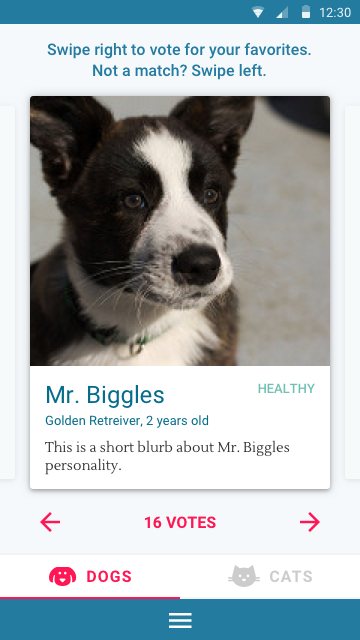 12:30
Swipe right to vote for your favorites.
Not a match? Swipe left.
Mr. Biggles
HEALTHY
Golden Retreiver, 2 years old
This is a short blurb about Mr. Biggles
personality.
16 VOTES
DOGS
CATS